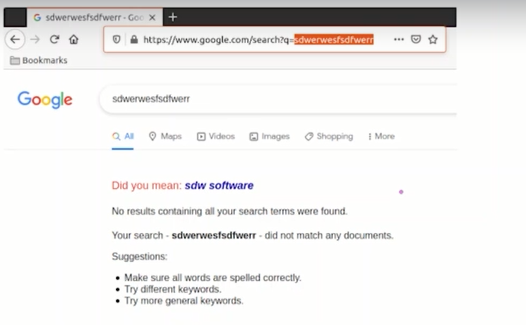 sdwerwesfsdfwerr - Goo
https://www.google.com/search?q=sdwerwesfsdfwerr
Bookmarks
Google
sdwerwesfsdfwerr
All Maps Videos Images Shopping More
Did you mean: sdw software
No results containing all your search terms were found.
Your search - sdwerwesfsdfwerr - did not match any documents.
Suggestions:
Make sure all words are spelled correctly.
Try different keywords.
Try more general keywords.